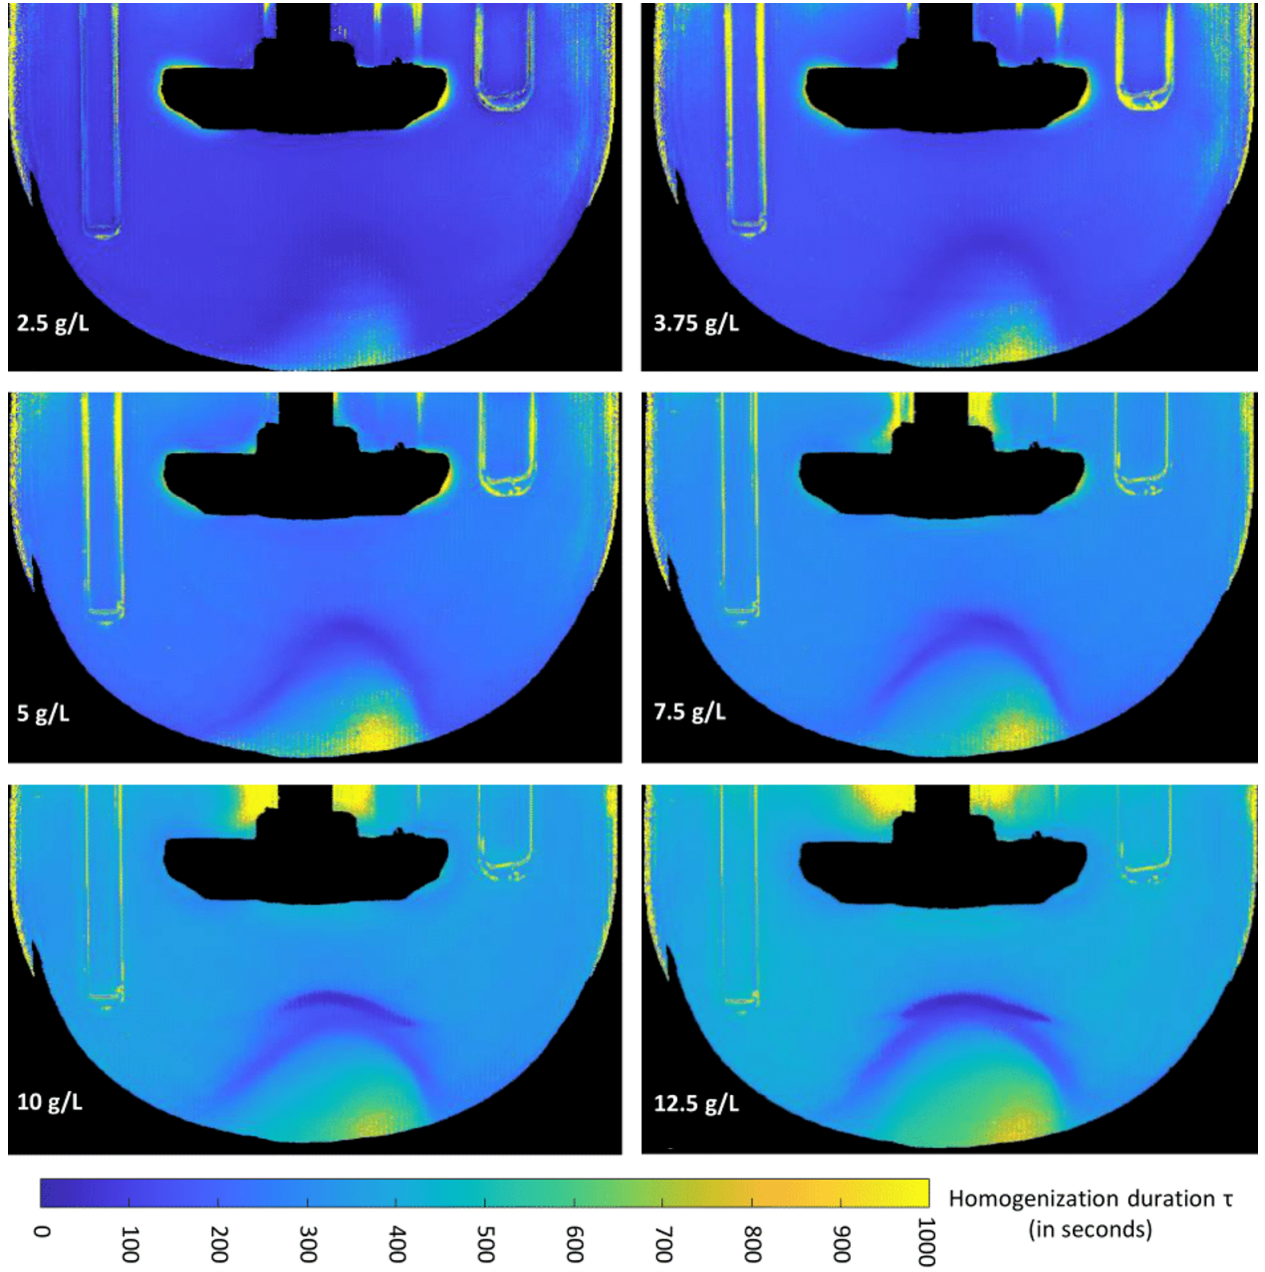 2.5 g/L
3.75 g/L
5 g/L
7.5 g/L
10 g/L
12.5 g/L
0 100 200 300 400 500 600 700 800 900 1000
Homogenization duration τ
(in seconds)